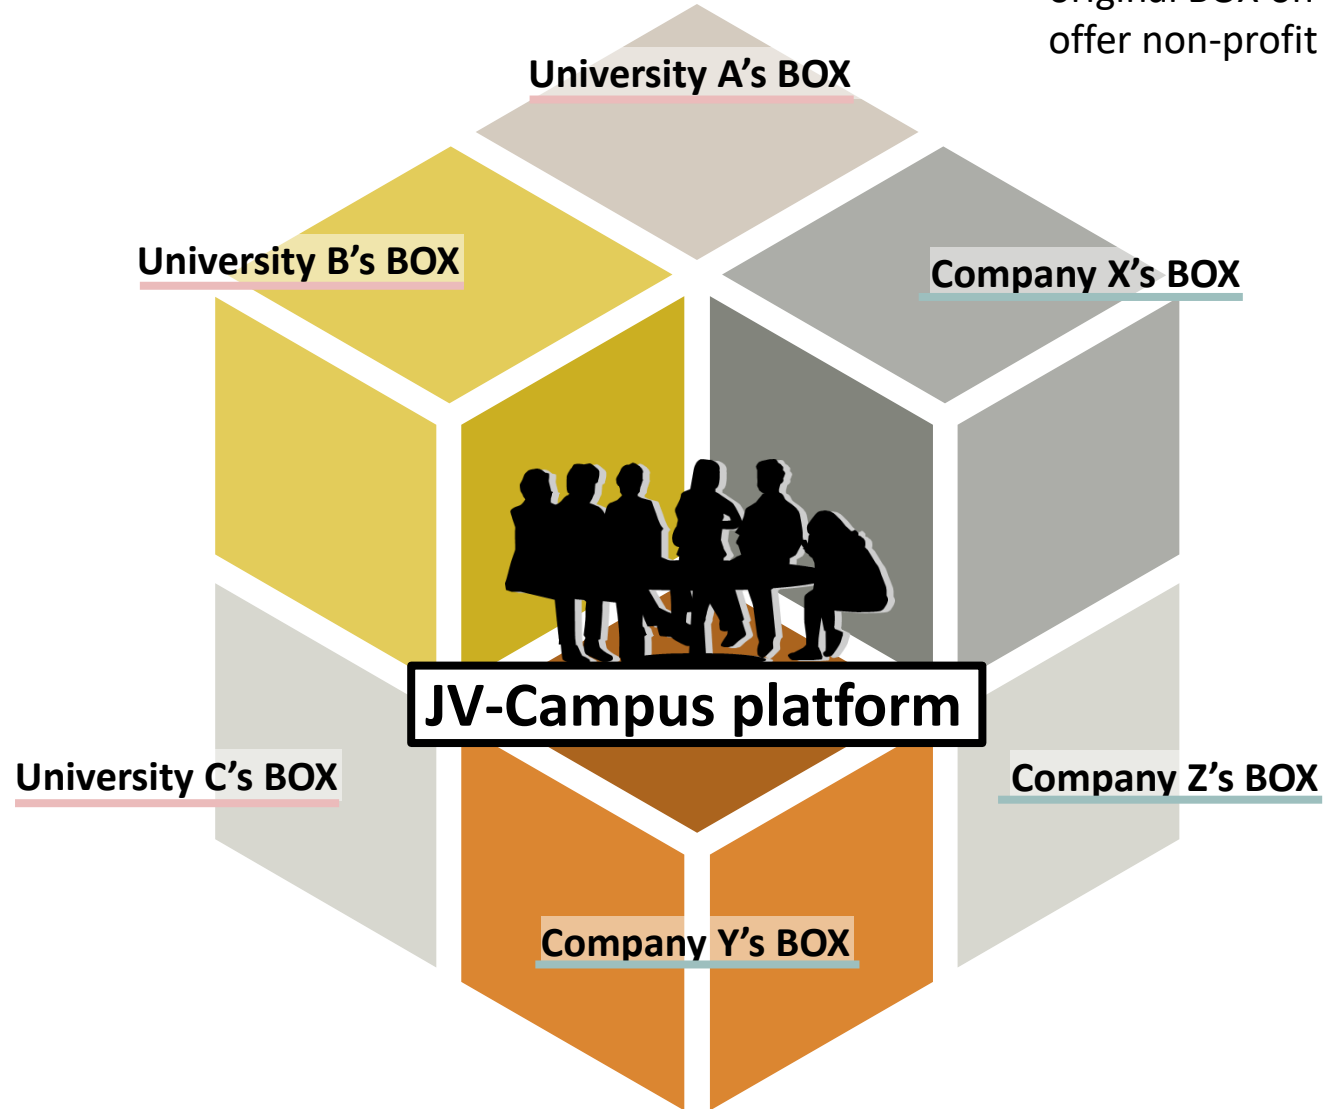 offer non-profit
University A's BOX
University B's BOX
Company X's BOX
JV-Campus platform
University C's BOX
Company Z's BOX
Company Y's BOX